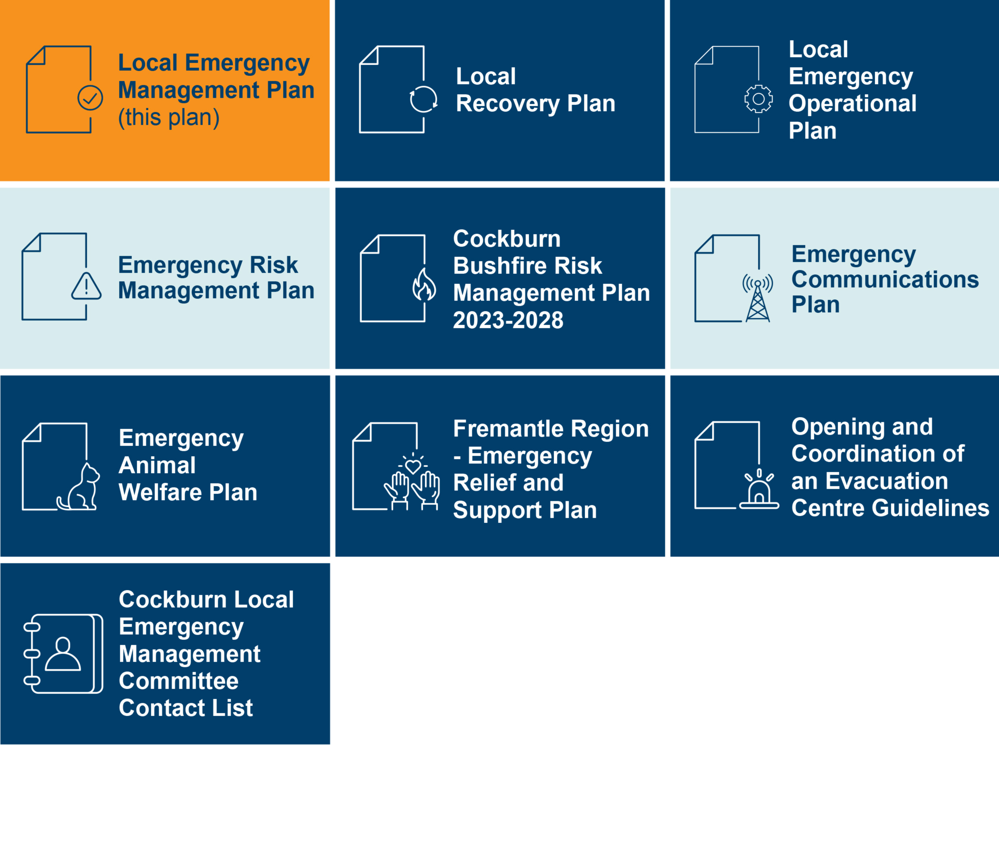 Local Emergency
Management Plan
(this plan)
Local
Recovery Plan
Local
Emergency
Operational
Plan
Emergency Risk
Management Plan
Cockburn
Bushfire Risk
Management Plan
2023-2028
Emergency
Communications
Plan
Emergency
Animal
Welfare Plan
Fremantle Region
- Emergency
Relief and
Support Plan
Opening and
Coordination of
an Evacuation
Centre Guidelines
Cockburn Local
Emergency
Management
Committee
Contact List